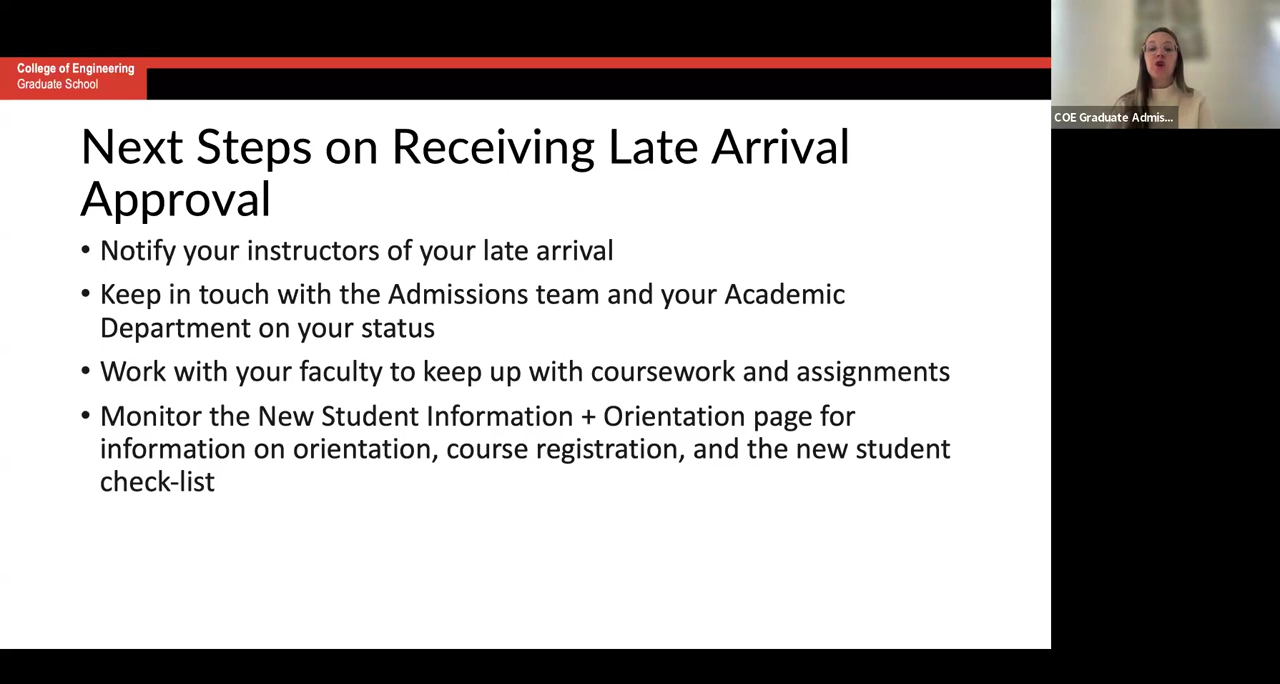 College of Engineering
Graduate School
COE Graduate Admis...
Next Steps on Receiving Late Arrival
Approval
• Notify your instructors of your late arrival
• Keep in touch with the Admissions team and your Academic
Department on your status
• Work with your faculty to keep up with coursework and assignments
• Monitor the New Student Information + Orientation page for
information on orientation, course registration, and the new student
check-list